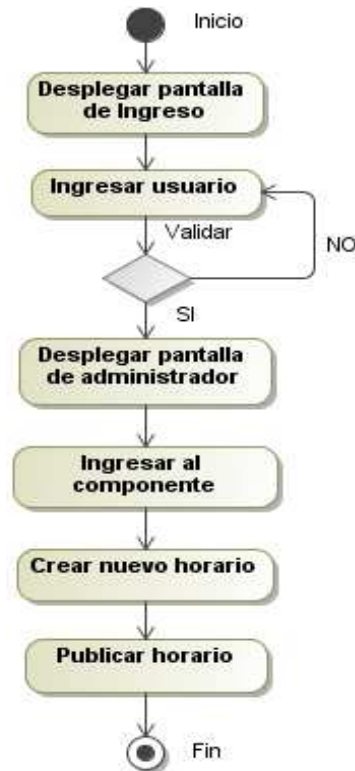 Inicio
Desplegar pantalla
de Ingreso
Ingresar usuario
Validar
NO
SI
Desplegar pantalla
de administrador
Ingresar al
componente
Crear nuevo horario
Publicar horario
Fin